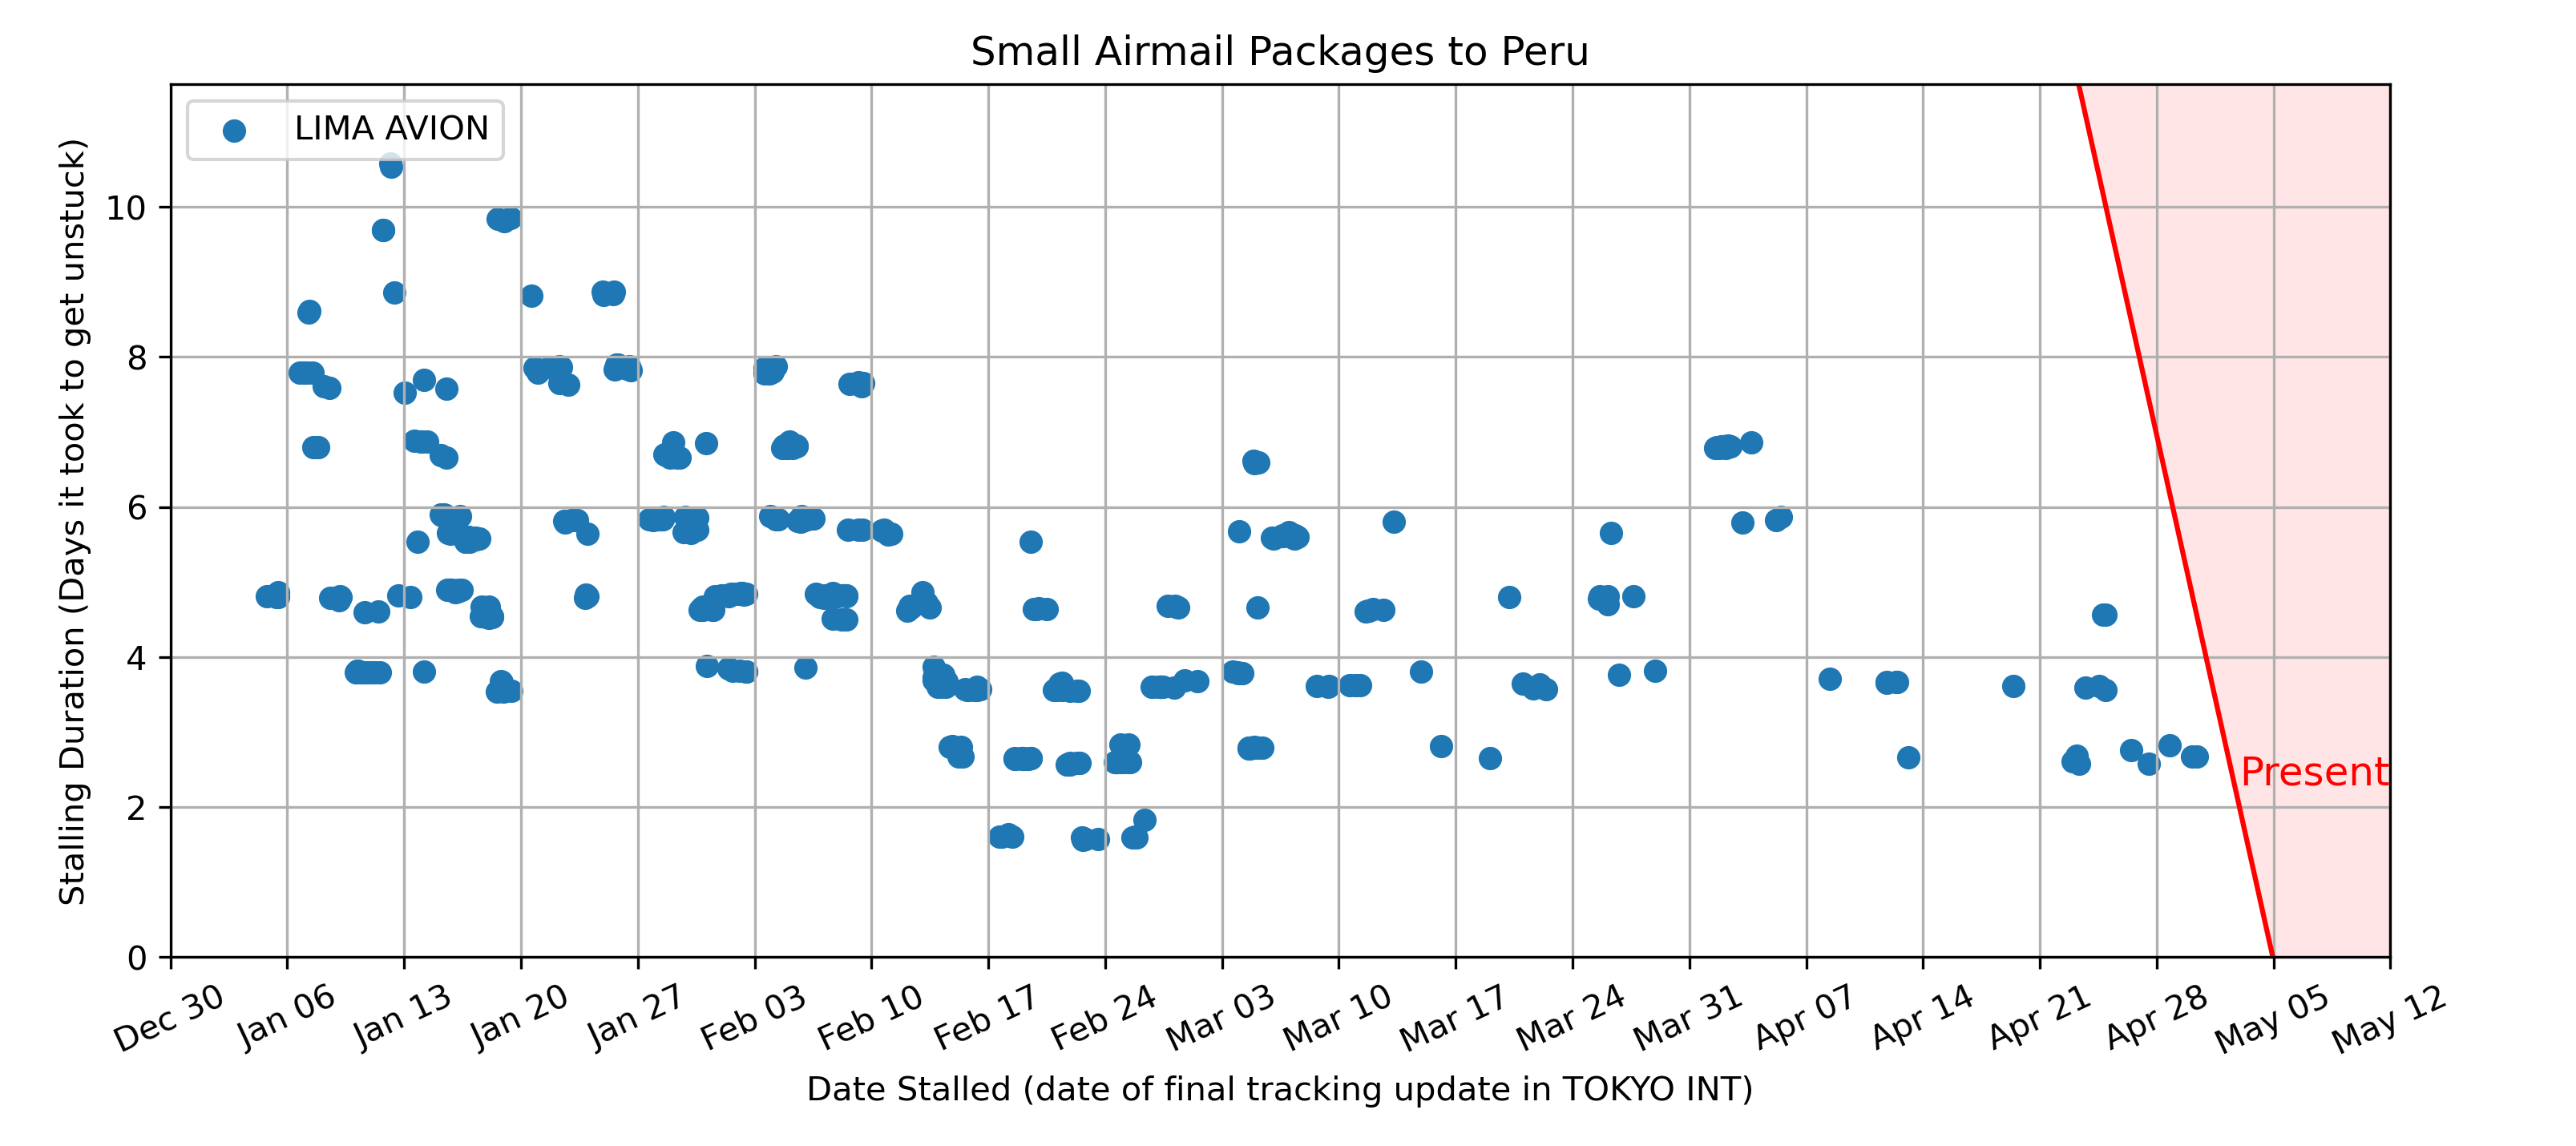 Small Airmail Packages to Peru
LIMA AVION
Stalling Duration (Days it took to get unstuck)
10
8
6
4
2
0
Present
Dec 30
Jan 06
Jan 13
Jan 20
Jan 27
Feb 03
Feb 10
Feb 17
Feb 24
Mar 03
Mar 10
Mar 17
Mar 24
Mar 31
Apr 07
Apr 14
Apr 21
Apr 28
May 05
May 12
Date Stalled (date of final tracking update in TOKYO INT)